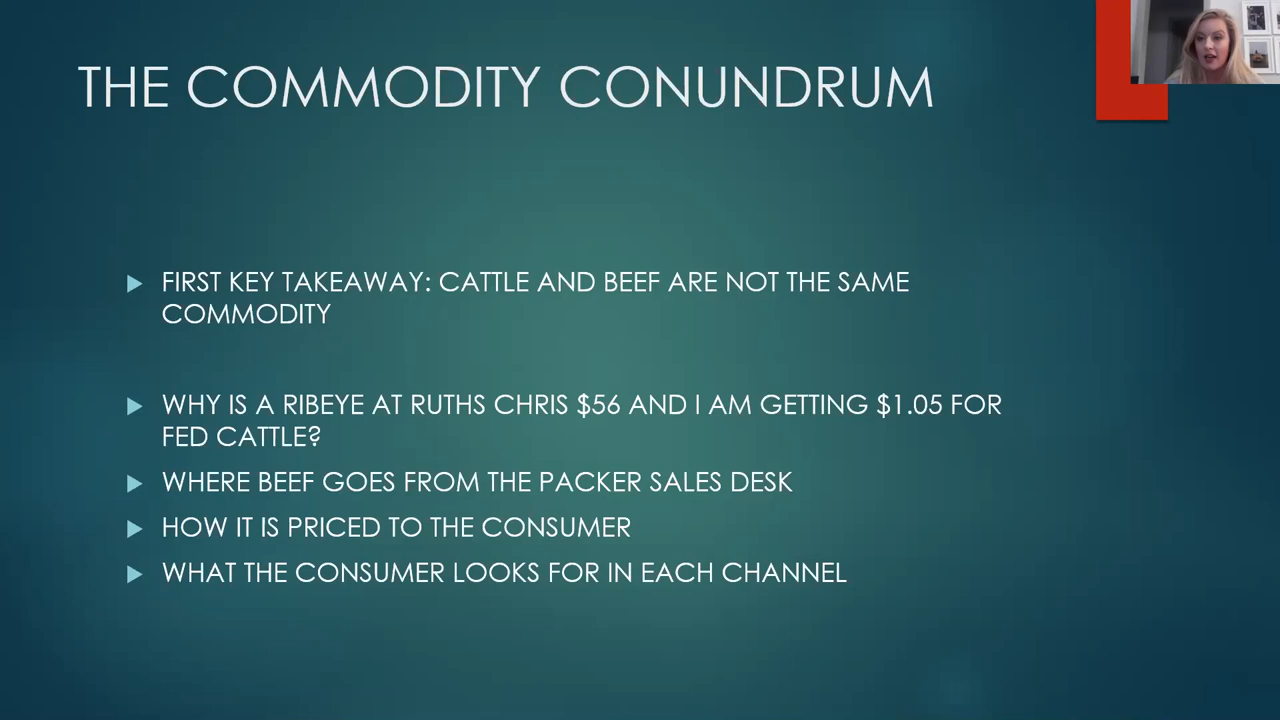 THE COMMODITY CONUNDRUM
FIRST KEY TAKEAWAY: CATTLE AND BEEF ARE NOT THE SAME
COMMODITY
WHY IS A RIBEYE AT RUTHS CHRIS $56 AND I AM GETTING $1.05 FOR
FED CATTLE?
WHERE BEEF GOES FROM THE PACKER SALES DESK
HOW IT IS PRICED TO THE CONSUMER
WHAT THE CONSUMER LOOKS FOR IN EACH CHANNEL